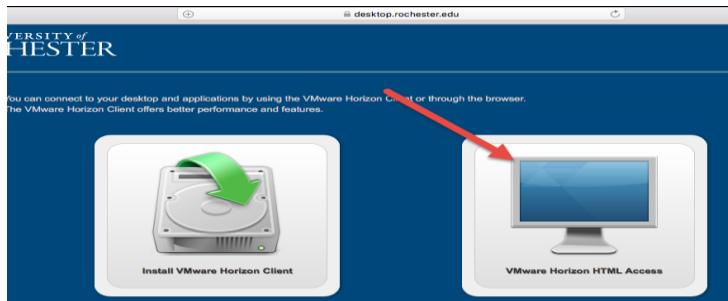 desktop.rochester.edu
VERSITY of
HESTER
You can connect to your desktop and applications by using the VMware Horizon Client or through the browser.
The VMware Horizon Client offers better performance and features.
Install VMware Horizon Client
VMware Horizon HTML Access